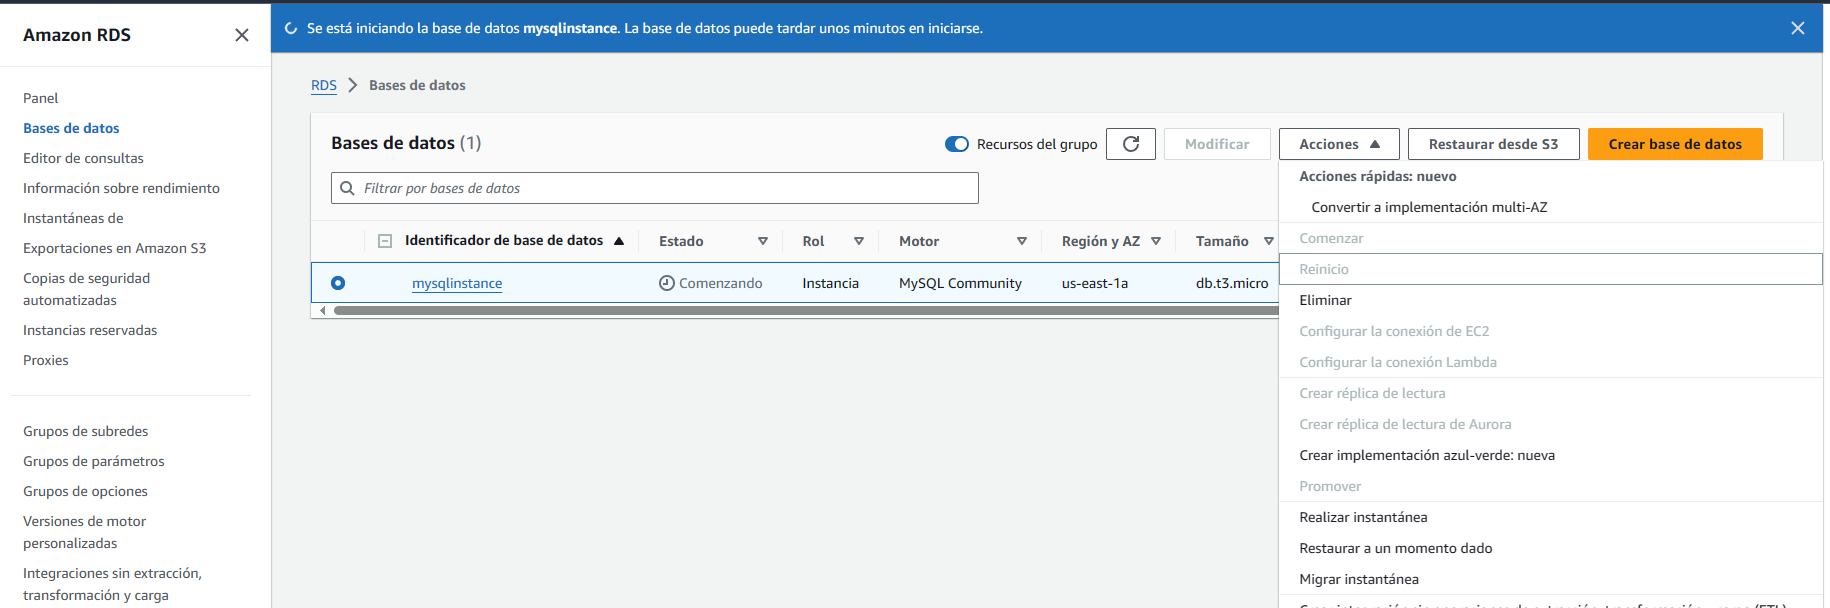 Amazon RDS
Panel
Bases de datos
Editor de consultas
Información sobre rendimiento
Instantáneas de
Exportaciones en Amazon S3
Copias de seguridad
automatizadas
Instancias reservadas
Proxies
Grupos de subredes
Grupos de parámetros
Grupos de opciones
Versiones de motor
personalizadas
Integraciones sin extracción,
transformación y carga
Se está iniciando la base de datos mysqlinstance. La base de datos puede tardar unos minutos en iniciarse.
RDS > Bases de datos
Bases de datos (1)
Recursos del grupo
Modificar
Acciones
Restaurar desde S3
Crear base de datos
Filtrar por bases de datos
Identificador de base de datos Estado Rol Motor Región y AZ Tamaño
mysqlinstance Comenzando Instancia MySQL Community us-east-1a db.t3.micro
Acciones rápidas: nuevo
Convertir a implementación multi-AZ
Comenzar
Reinicio
Eliminar
Configurar la conexión de EC2
Configurar la conexión Lambda
Crear réplica de lectura
Crear réplica de lectura de Aurora
Crear implementación azul-verde: nueva
Promover
Realizar instantánea
Restaurar a un momento dado
Migrar instantánea